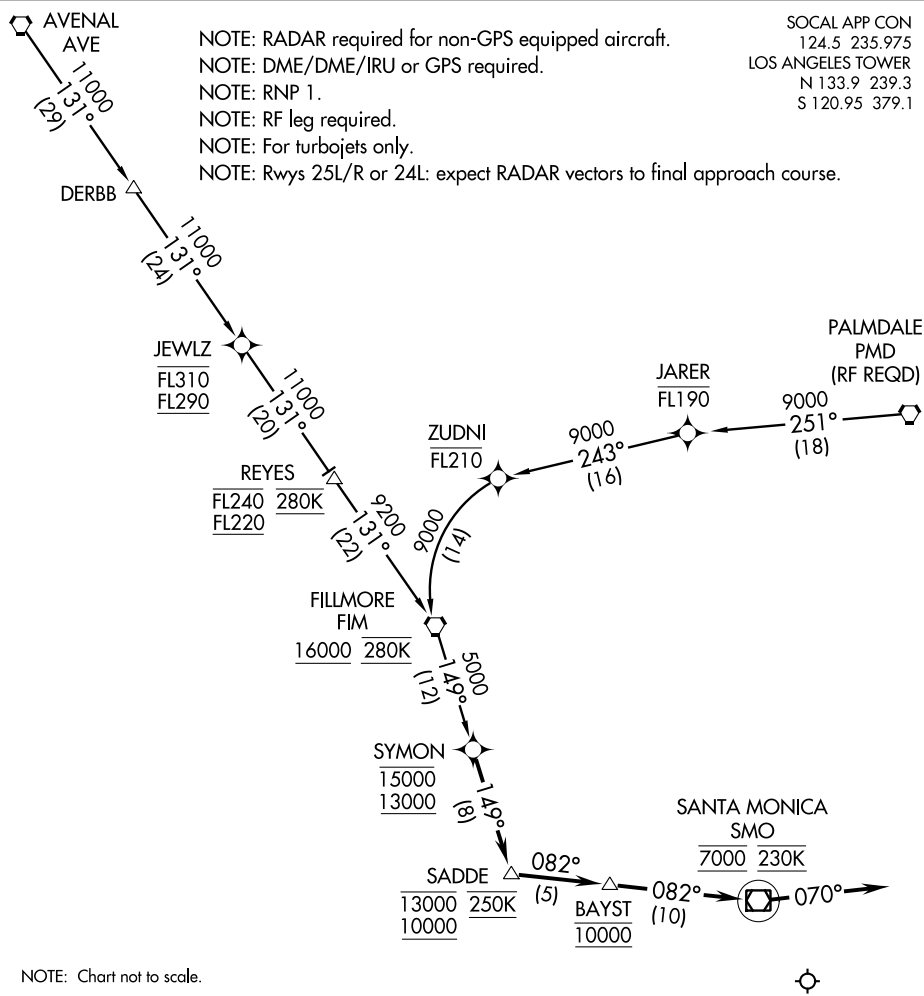 AVENAL
AVE
NOTE: RADAR required for non-GPS equipped aircraft.
NOTE: DME/DME/IRU or GPS required.
NOTE: RNP 1.
NOTE: RF leg required.
NOTE: For turbojets only.
NOTE: Rwys 25L/R or 24L: expect RADAR vectors to final approach course.
SOCAL APP CON
124.5 235.975
LOS ANGELES TOWER
N 133.9 239.3
S 120.95 379.1
11000
131°
(29)
DERBB
11000
131°
(24)
JEWLZ
FL310
FL290
11000
131°
(20)
REYES
FL240 280K
FL220
9200
131°
(22)
PALMDALE
PMD
(RF REQD)
9000
251°
(18)
JARER
FL190
9000
243°
(16)
ZUDNI
FL210
9000
(14)
FILLMORE
FIM
16000 280K
5000
149°
(12)
SYMON
15000
13000
149°
(8)
SADDE
13000 250K
10000
082°
(5)
BAYST
10000
082°
(10)
SANTA MONICA
SMO
7000 230K
070°
NOTE: Chart not to scale.